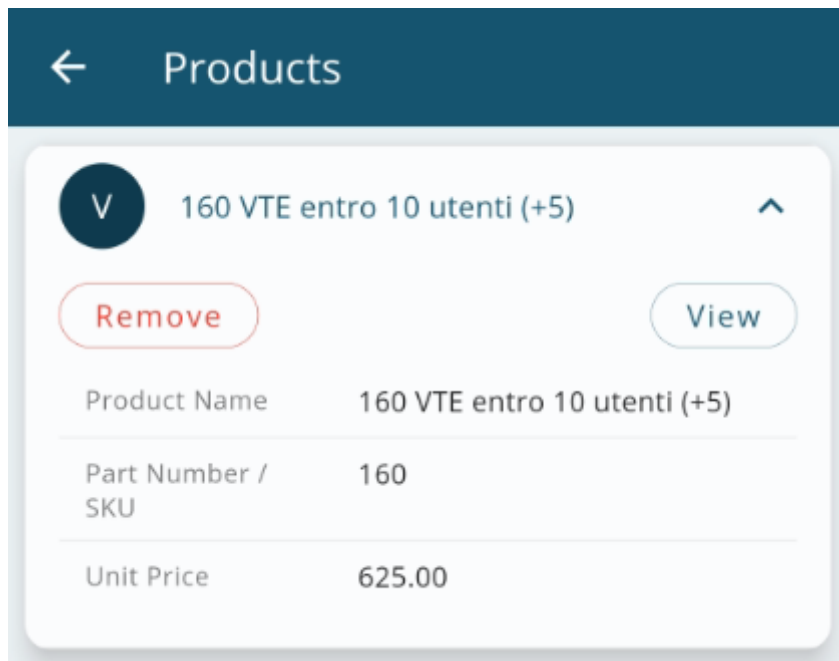 Products
V
160 VTE entro 10 utenti (+5)
Remove
View
Product Name
160 VTE entro 10 utenti (+5)
Part Number /
SKU
160
Unit Price
625.00